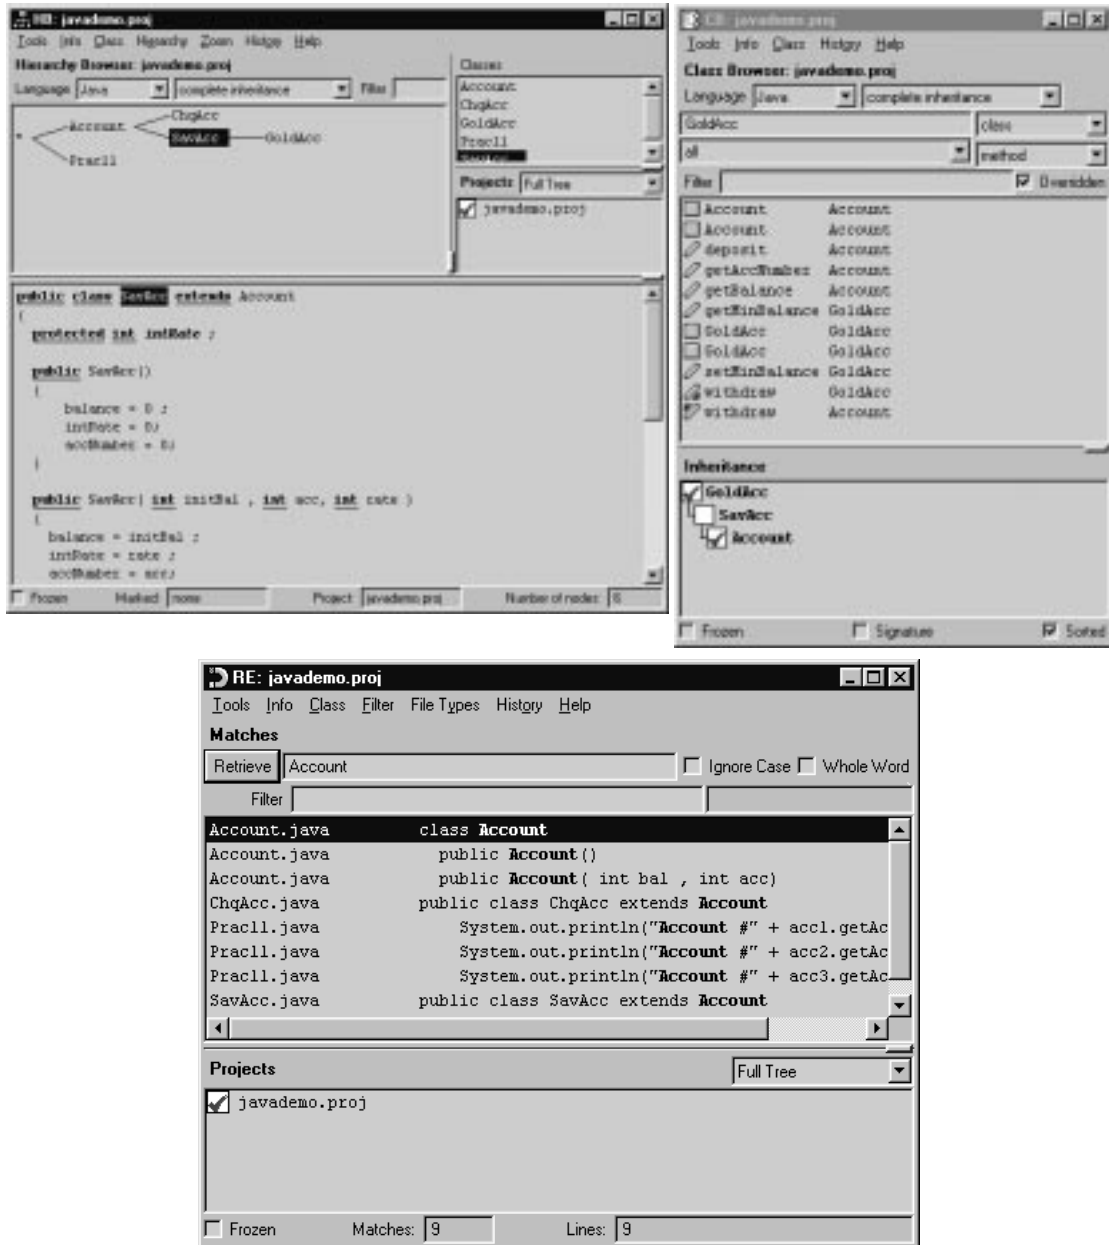 HB: javademo.proj
Tools Info Class Hierarchy Zoom History Help
Hierarchy Browser: javademo.proj
Language Java complete inheritance Filter
Account ChqAcc
SavAcc GoldAcc
Prac11
Classes
Account
ChqAcc
GoldAcc
Prac11
SavAcc
Projects Full Tree
javademo.proj
public class SavAcc extends Account
{
protected int intRate ;
public SavAcc()
{
balance = 0 ;
intRate = 0;
accNumber = 0;
}
public SavAcc( int initBal , int acc, int rate )
{
balance = initBal ;
intRate = rate ;
accNumber = acc;
Frozen Marked: none Project: javademo.proj Number of nodes: 6
CB: javademo.proj
Tools Info Class History Help
Class Browser: javademo.proj
Language Java complete inheritance
GoldAcc class
all method
Filter Overridden
Account Account
Account Account
deposit Account
getAccNumber Account
getBalance Account
getMinBalance GoldAcc
GoldAcc GoldAcc
GoldAcc GoldAcc
setMinBalance GoldAcc
withdraw GoldAcc
withdraw Account
Inheritance
GoldAcc
SavAcc
Account
Frozen Signature Sorted
RE: javademo.proj
Tools Info Class Filter File Types History Help
Matches
Retrieve Account Ignore Case Whole Word
Filter
Account.java class Account
Account.java public Account()
Account.java public Account( int bal , int acc)
ChqAcc.java public class ChqAcc extends Account
Prac11.java System.out.println("Account #" + acc1.getAc
Prac11.java System.out.println("Account #" + acc2.getAc
Prac11.java System.out.println("Account #" + acc3.getAc
SavAcc.java public class SavAcc extends Account
Projects Full Tree
javademo.proj
Frozen Matches: 9 Lines: 9